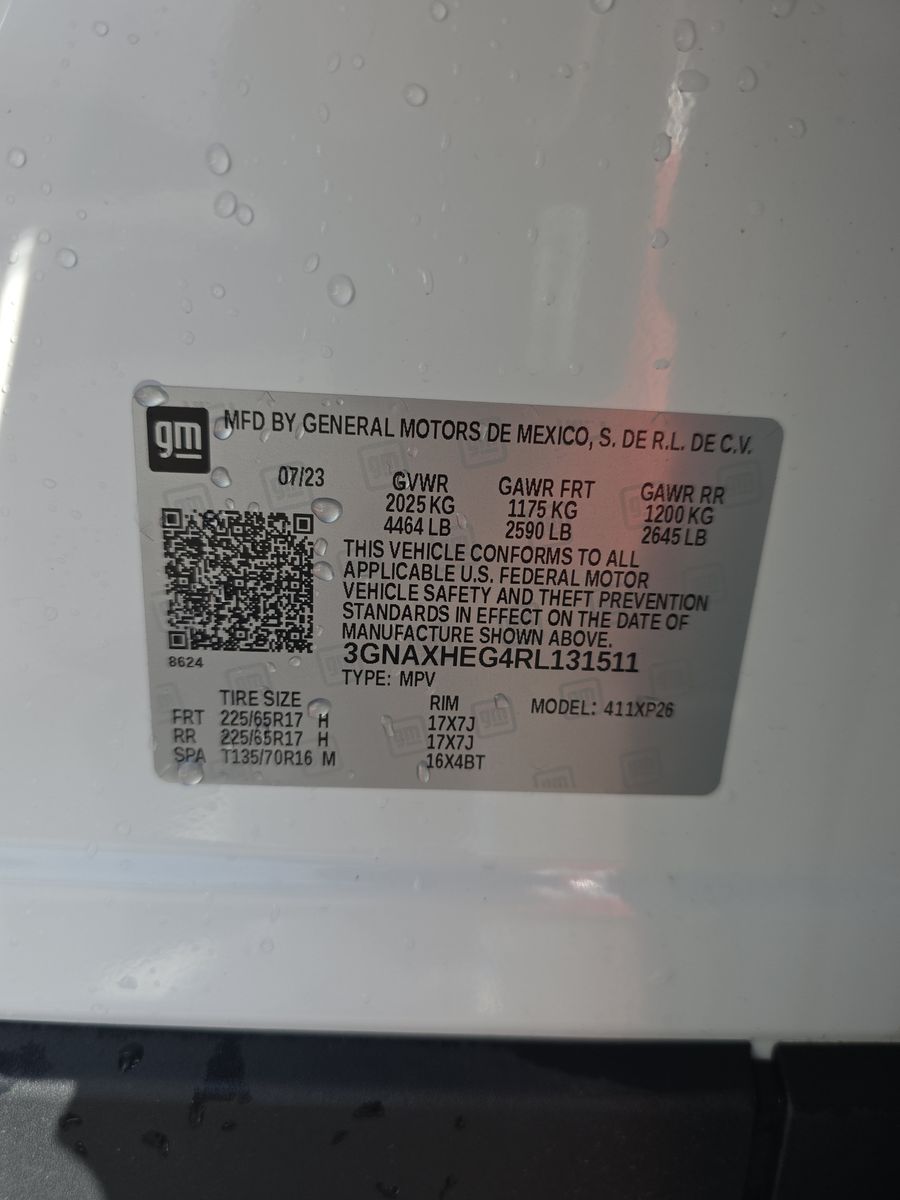 gm
MFD BY GENERAL MOTORS DE MEXICO, S. DE R.L. DE C.V.
07/23 GVWR GAWR FRT GAWR RR
2025 KG 1175 KG 1200 KG
4464 LB 2590 LB 2645 LB
THIS VEHICLE CONFORMS TO ALL
APPLICABLE U.S. FEDERAL MOTOR
VEHICLE SAFETY AND THEFT PREVENTION
STANDARDS IN EFFECT ON THE DATE OF
MANUFACTURE SHOWN ABOVE.
8624 3GNAXHEG4RL131511
TYPE: MPV
TIRE SIZE RIM MODEL: 411XP26
FRT 225/65R17 H 17X7J
RR 225/65R17 H 17X7J
SPA T135/70R16 M 16X4BT